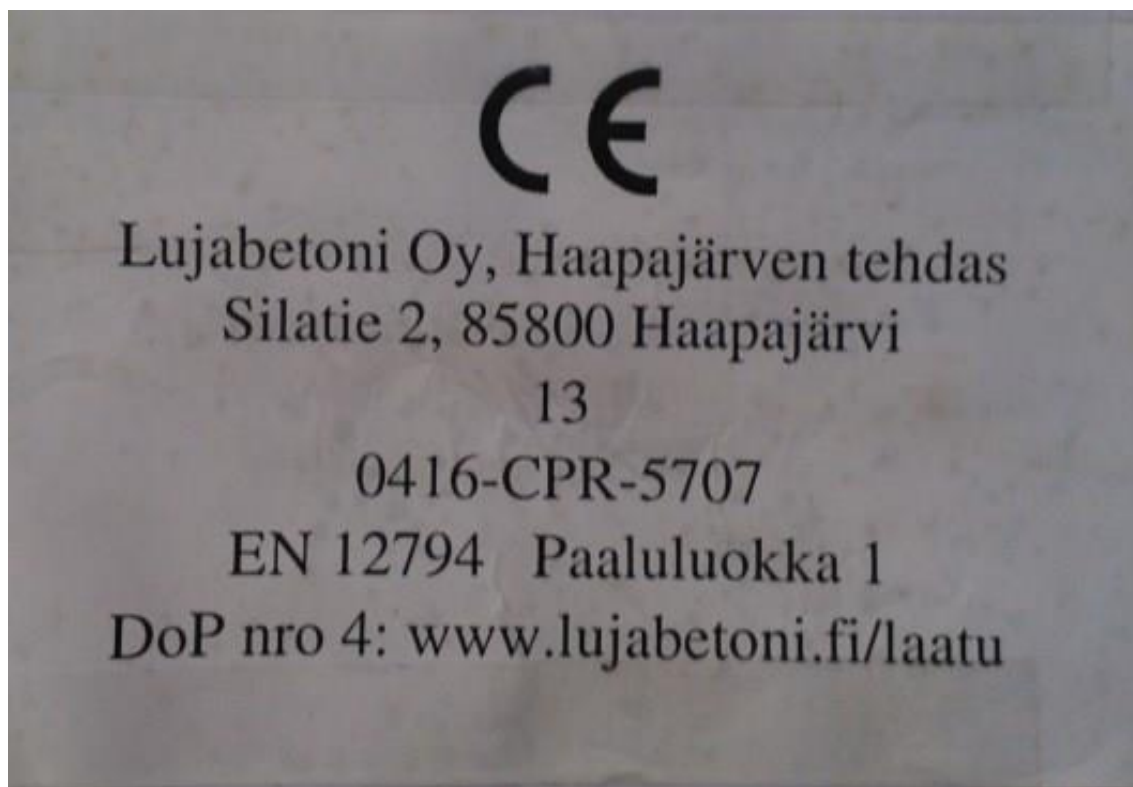 CE
Lujabetoni Oy, Haapajärven tehdas
Silatie 2, 85800 Haapajärvi
13
0416-CPR-5707
EN 12794 Paaluluokka 1
DoP nro 4: www.lujabetoni.fi/laatu